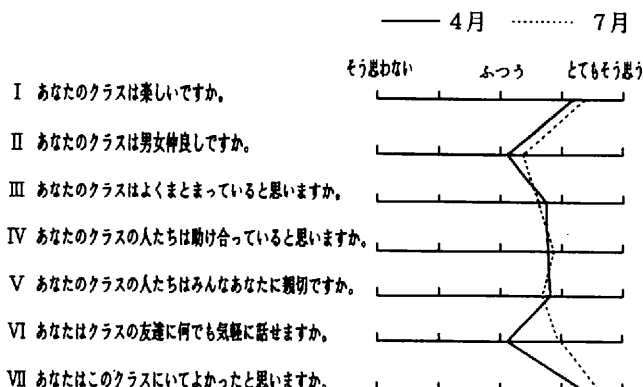 4月 7月
そう思わない ふつう とてもそう思う
I あなたのクラスは楽しいですか。
II あなたのクラスは男女仲良しですか。
III あなたのクラスはよくまとまっていると思いますか。
IV あなたのクラスの人たちは助け合っていると思いますか。
V あなたのクラスの人たちはみんなあなたに親切ですか。
VI あなたはクラスの友達に何でも気軽に話せますか。
VII あなたはこのクラスにいてよかったと思いますか。